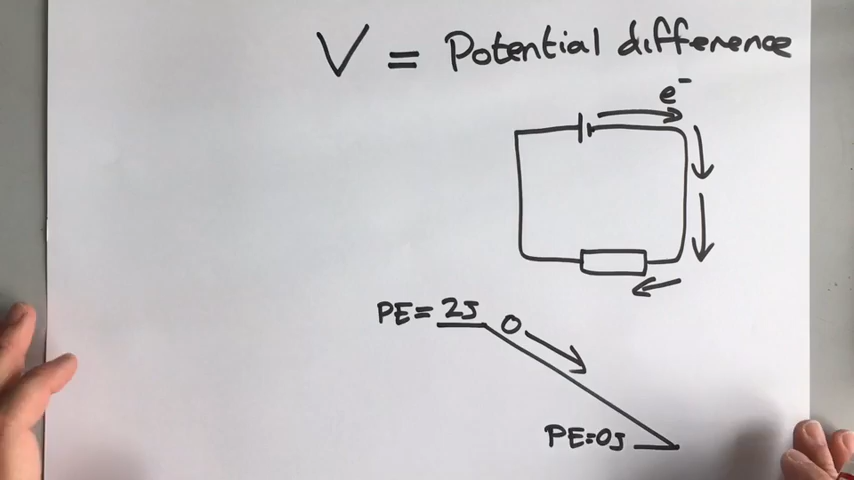 V = Potential difference
e⁻
PE= 2J
PE=0J